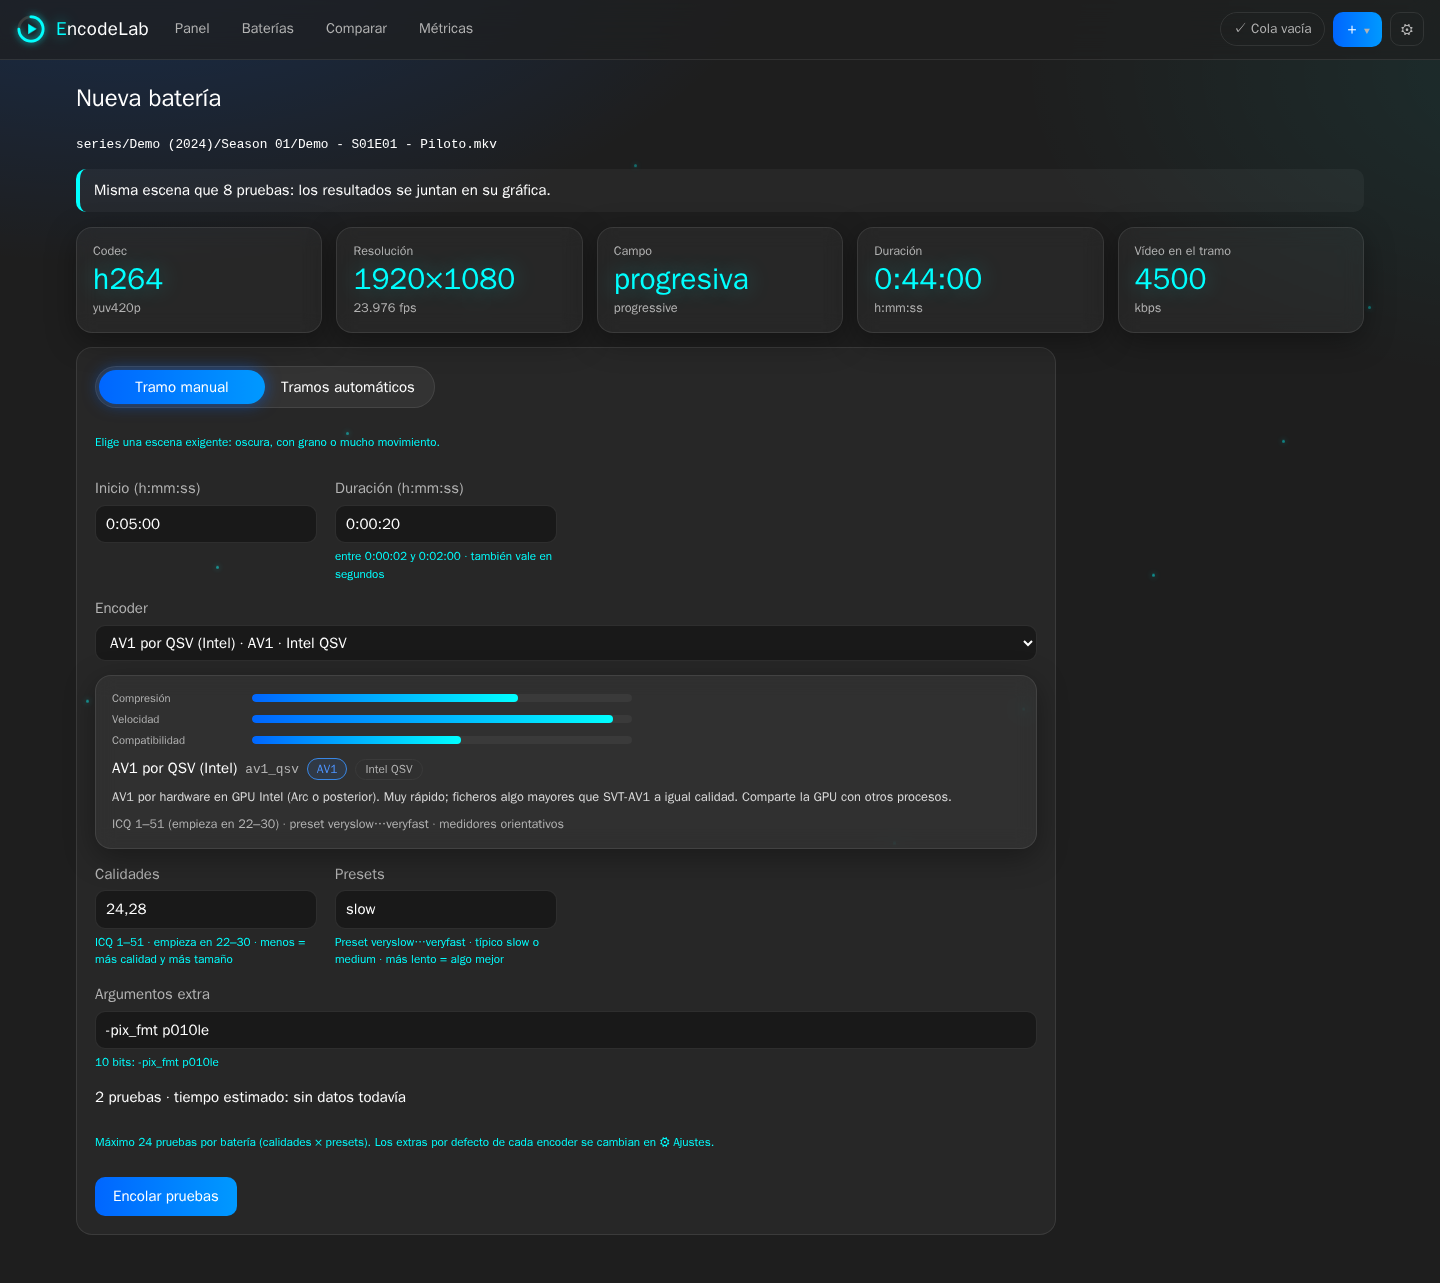 EncodeLab
Panel
Baterías
Comparar
Métricas
✓ Cola vacía
+ ▾
⚙
Nueva batería
series/Demo (2024)/Season 01/Demo - S01E01 - Piloto.mkv
Misma escena que 8 pruebas: los resultados se juntan en su gráfica.
Codec
h264
yuv420p
Resolución
1920×1080
23.976 fps
Campo
progresiva
progressive
Duración
0:44:00
h:mm:ss
Vídeo en el tramo
4500
kbps
Tramo manual
Tramos automáticos
Elige una escena exigente: oscura, con grano o mucho movimiento.
Inicio (h:mm:ss)
0:05:00
Duración (h:mm:ss)
0:00:20
entre 0:00:02 y 0:02:00 · también vale en
segundos
Encoder
AV1 por QSV (Intel) · AV1 · Intel QSV
Compresión
Velocidad
Compatibilidad
AV1 por QSV (Intel) av1_qsv AV1 Intel QSV
AV1 por hardware en GPU Intel (Arc o posterior). Muy rápido; ficheros algo mayores que SVT-AV1 a igual calidad. Comparte la GPU con otros procesos.
ICQ 1–51 (empieza en 22–30) · preset veryslow…veryfast · medidores orientativos
Calidades
24,28
ICQ 1–51 · empieza en 22–30 · menos =
más calidad y más tamaño
Presets
slow
Preset veryslow…veryfast · típico slow o
medium · más lento = algo mejor
Argumentos extra
-pix_fmt p010le
10 bits: -pix_fmt p010le
2 pruebas · tiempo estimado: sin datos todavía
Máximo 24 pruebas por batería (calidades × presets). Los extras por defecto de cada encoder se cambian en ⚙ Ajustes.
Encolar pruebas